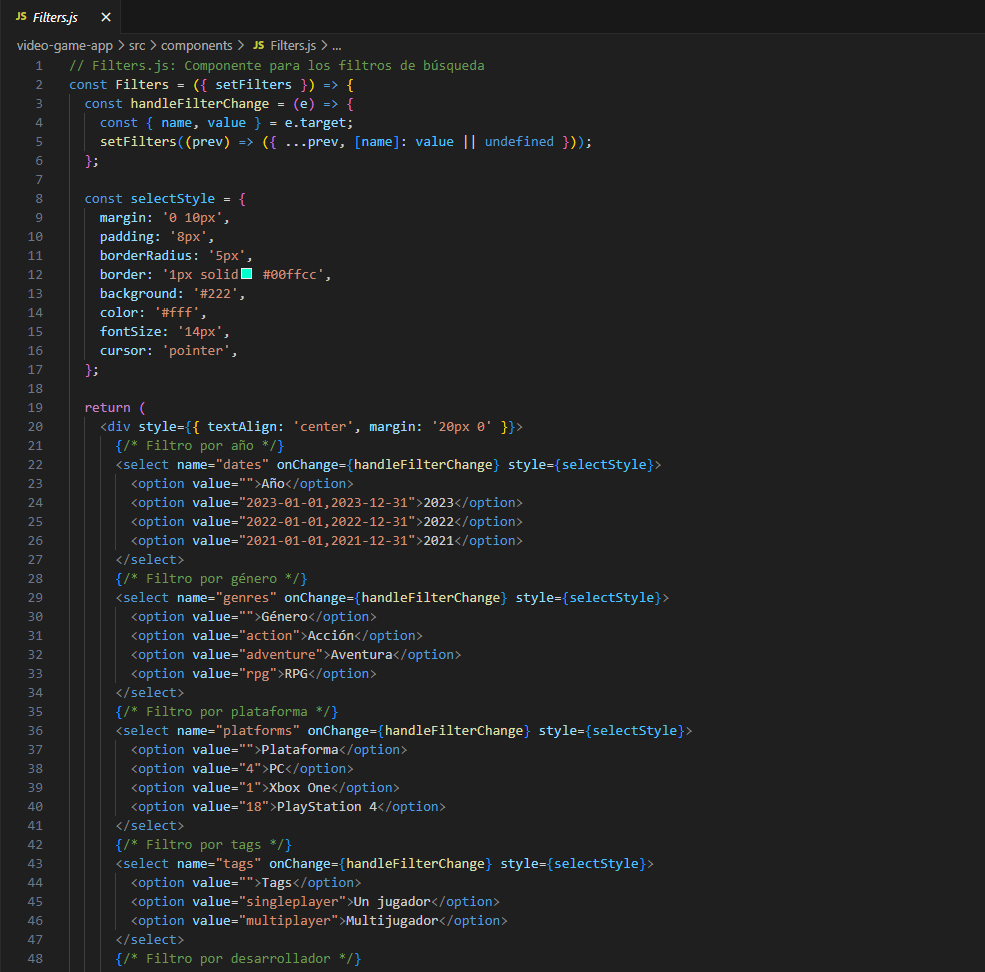 JS Filters.js ×
video-game-app > src > components > JS Filters.js > ...
1 // Filters.js: Componente para los filtros de búsqueda
2 const Filters = ({ setFilters }) => {
3   const handleFilterChange = (e) => {
4     const { name, value } = e.target;
5     setFilters((prev) => ({ ...prev, [name]: value || undefined }));
6   };
7
8   const selectStyle = {
9     margin: '0 10px',
10     padding: '8px',
11     borderRadius: '5px',
12     border: '1px solid #00ffcc',
13     background: '#222',
14     color: '#fff',
15     fontSize: '14px',
16     cursor: 'pointer',
17   };
18
19   return (
20     <div style={{ textAlign: 'center', margin: '20px 0' }}>
21       {/* Filtro por año */}
22       <select name="dates" onChange={handleFilterChange} style={selectStyle}>
23         <option value="">Año</option>
24         <option value="2023-01-01,2023-12-31">2023</option>
25         <option value="2022-01-01,2022-12-31">2022</option>
26         <option value="2021-01-01,2021-12-31">2021</option>
27       </select>
28       {/* Filtro por género */}
29       <select name="genres" onChange={handleFilterChange} style={selectStyle}>
30         <option value="">Género</option>
31         <option value="action">Acción</option>
32         <option value="adventure">Aventura</option>
33         <option value="rpg">RPG</option>
34       </select>
35       {/* Filtro por plataforma */}
36       <select name="platforms" onChange={handleFilterChange} style={selectStyle}>
37         <option value="">Plataforma</option>
38         <option value="4">PC</option>
39         <option value="1">Xbox One</option>
40         <option value="18">PlayStation 4</option>
41       </select>
42       {/* Filtro por tags */}
43       <select name="tags" onChange={handleFilterChange} style={selectStyle}>
44         <option value="">Tags</option>
45         <option value="singleplayer">Un jugador</option>
46         <option value="multiplayer">Multijugador</option>
47       </select>
48       {/* Filtro por desarrollador */}